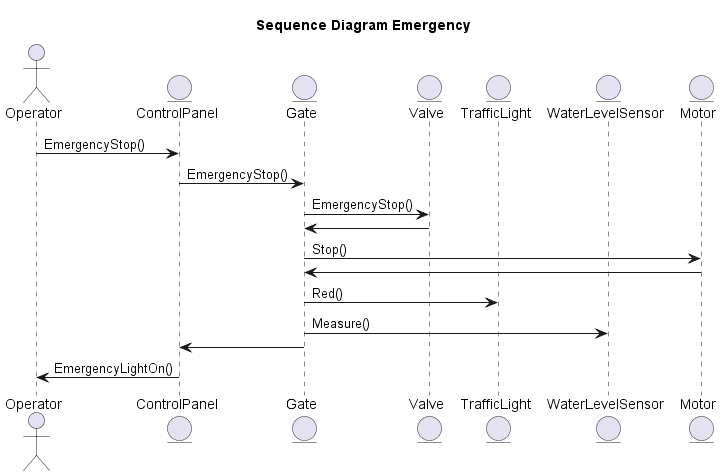 Sequence Diagram Emergency
Operator
ControlPanel
Gate
Valve
TrafficLight
WaterLevelSensor
Motor
EmergencyStop()
EmergencyStop()
EmergencyStop()
Stop()
Red()
Measure()
EmergencyLightOn()
Operator
ControlPanel
Gate
Valve
TrafficLight
WaterLevelSensor
Motor